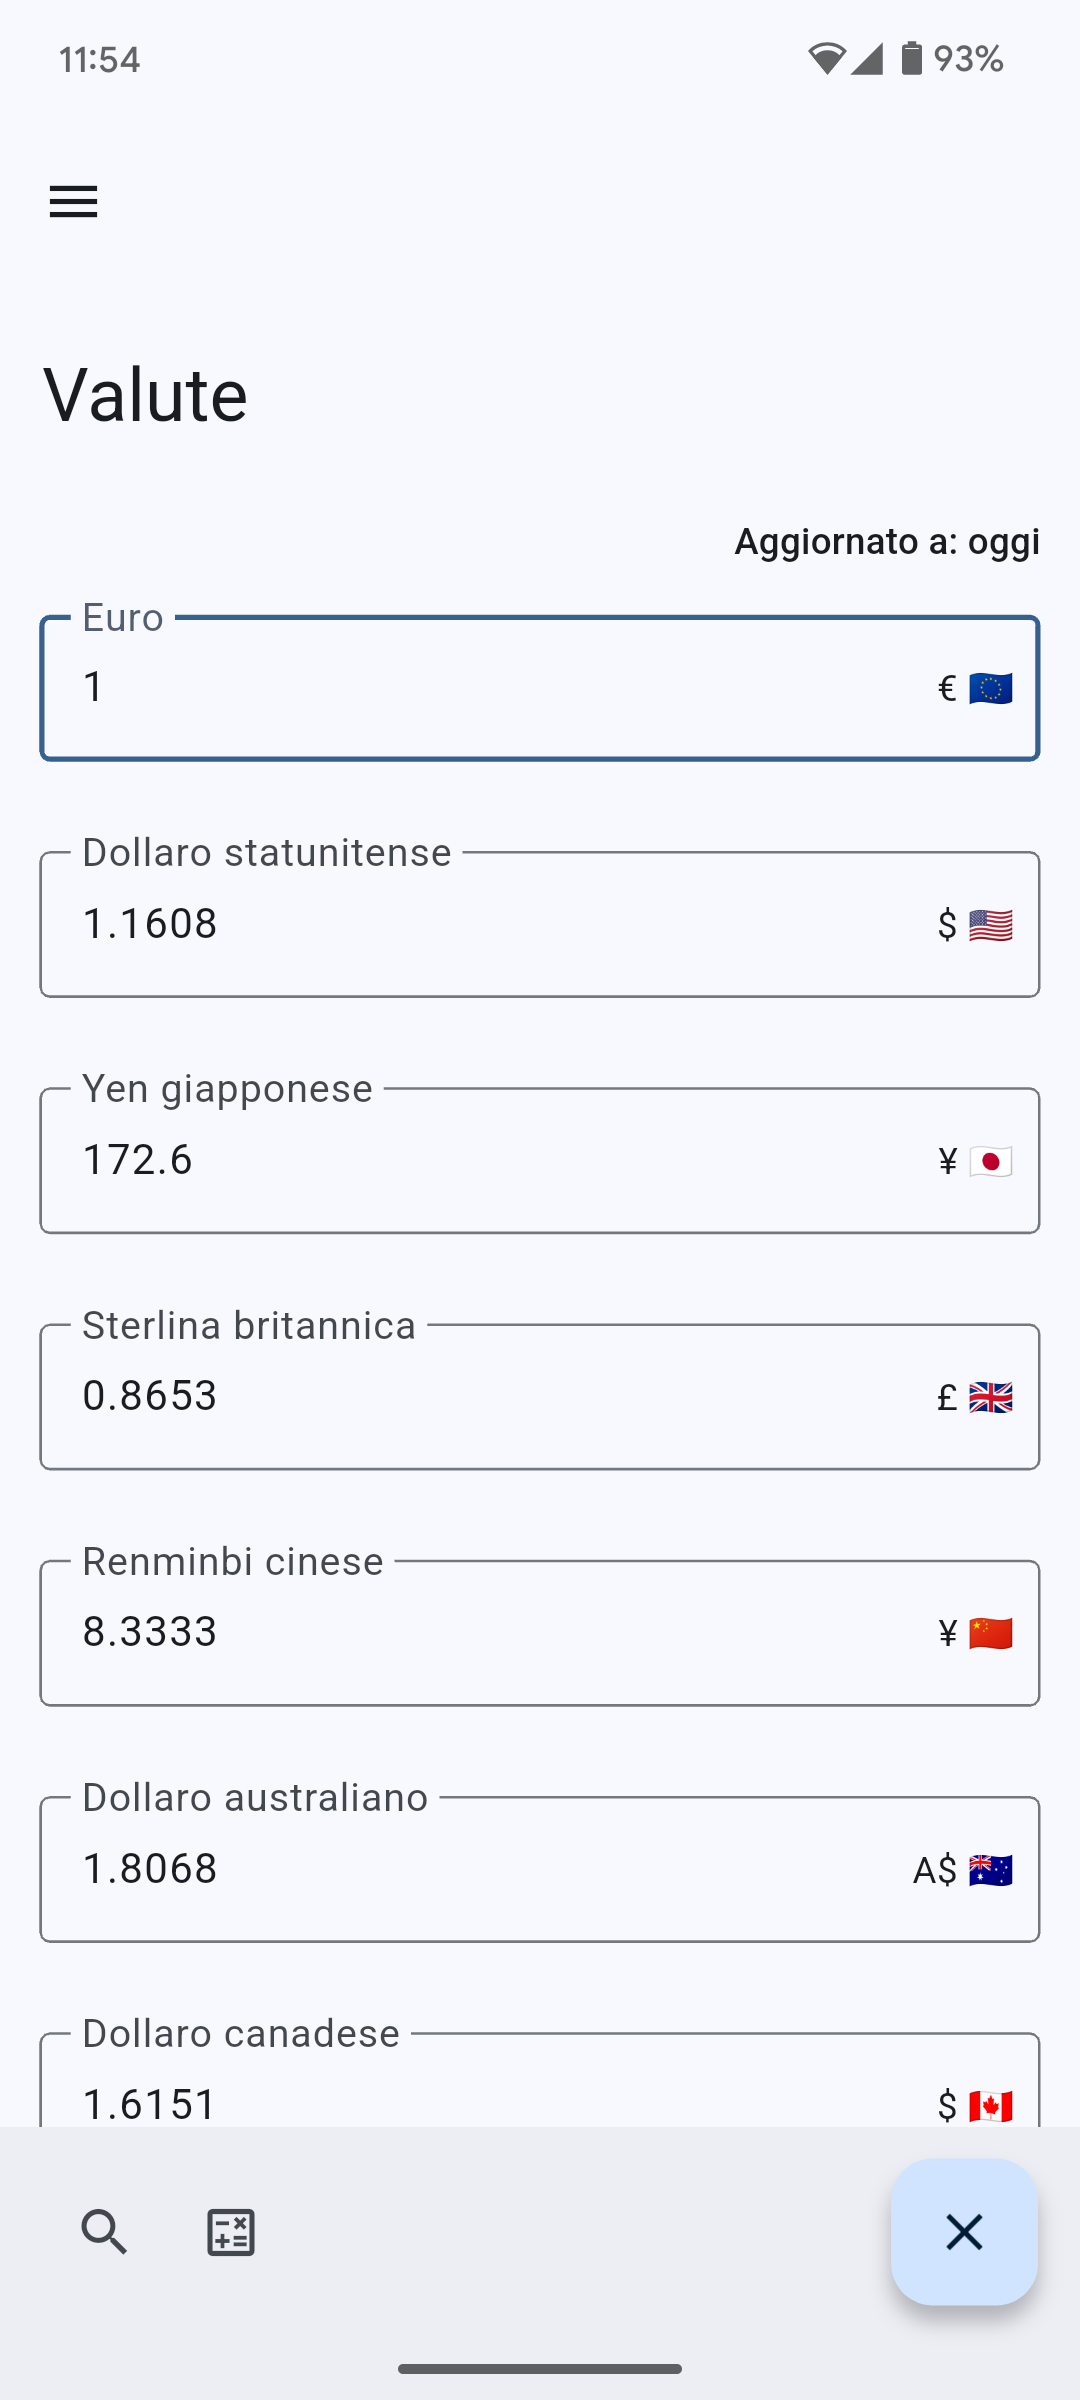 11:54 93%
Valute
Aggiornato a: oggi
Euro
1 €
Dollaro statunitense
1.1608 $
Yen giapponese
172.6 ¥
Sterlina britannica
0.8653 £
Renminbi cinese
8.3333 ¥
Dollaro australiano
1.8068 A$
Dollaro canadese
1.6151 $